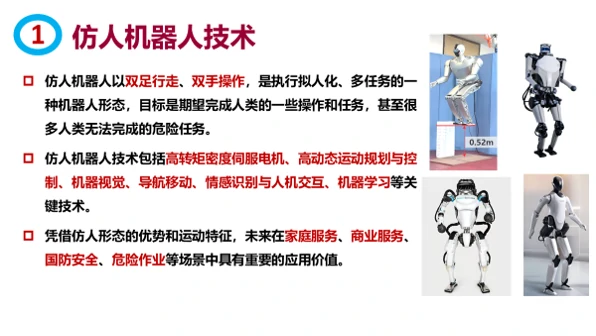 1 仿人机器人技术
仿人机器人以双足行走、双手操作，是执行拟人化、多任务的一
种机器人形态，目标是期望完成人类的一些操作和任务，甚至很
多人类无法完成的危险任务。
仿人机器人技术包括高转矩密度伺服电机、高动态运动规划与控
制、机器视觉、导航移动、情感识别与人机交互、机器学习等关
键技术。
凭借仿人形态的优势和运动特征，未来在家庭服务、商业服务、
国防安全、危险作业等场景中具有重要的应用价值。
0.52m